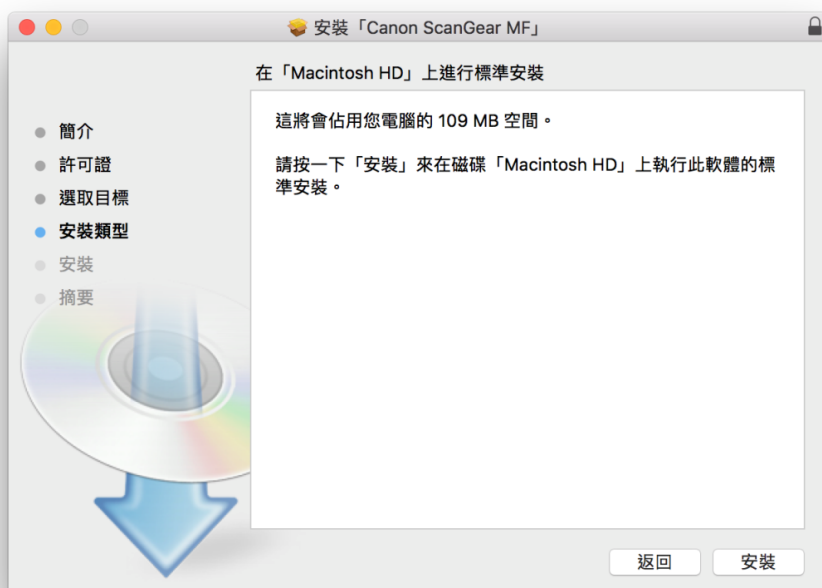 安裝「Canon ScanGear MF」
在「Macintosh HD」上進行標準安裝
簡介
許可證
選取目標
安裝類型
安裝
摘要
這將會佔用您電腦的 109 MB 空間。
請按一下「安裝」來在磁碟「Macintosh HD」上執行此軟體的標
準安裝。
返回
安裝